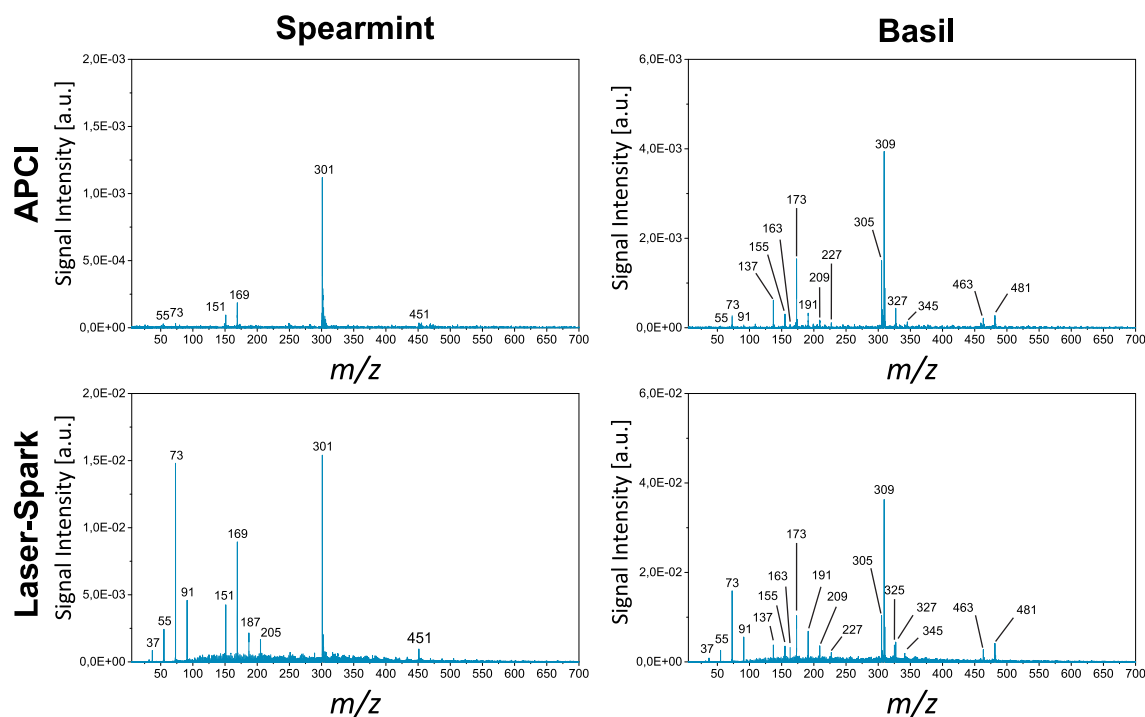 Spearmint
Basil
APCI
Signal Intensity [a.u.]
2,0E-03
1,5E-03
1,0E-03
5,0E-04
0,0E+00
55
73
151
169
301
451
50 100 150 200 250 300 350 400 450 500 550 600 650 700
m/z
Signal Intensity [a.u.]
6,0E-03
4,0E-03
2,0E-03
0,0E+00
55
73
91
137
155
163
173
191
209
227
305
309
327
345
463
481
50 100 150 200 250 300 350 400 450 500 550 600 650 700
m/z
Laser-Spark
Signal Intensity [a.u.]
2,0E-02
1,5E-02
1,0E-02
5,0E-03
0,0E+00
37
55
73
91
151
169
187
205
301
451
50 100 150 200 250 300 350 400 450 500 550 600 650 700
m/z
Signal Intensity [a.u.]
6,0E-02
4,0E-02
2,0E-02
0,0E+00
37
55
73
91
137
155
163
173
191
209
227
305
309
325
327
345
463
481
50 100 150 200 250 300 350 400 450 500 550 600 650 700
m/z